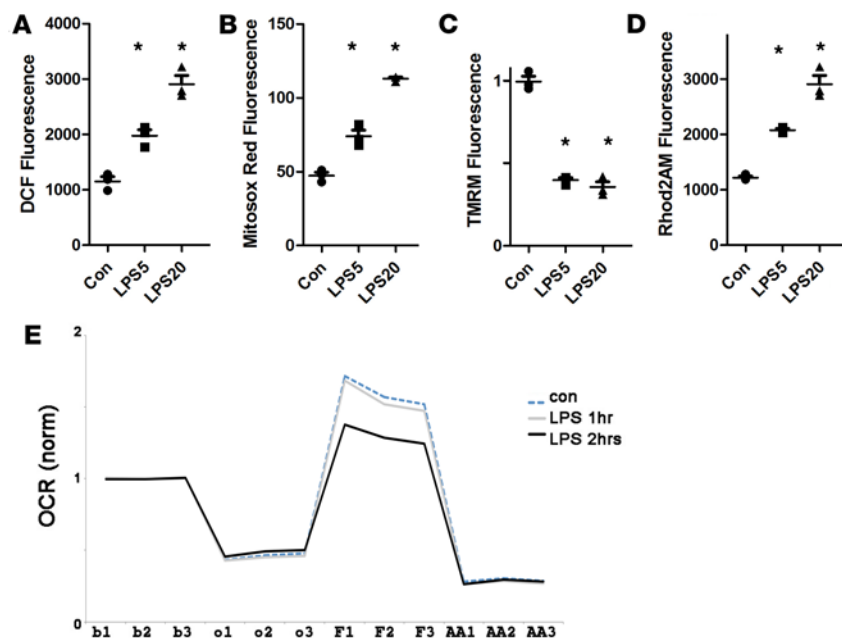 A
DCF Fluorescence
4000
3000
2000
1000
0
* *
Con
LPS5
LPS20
B
Mitosox Red Fluorescence
150
100
50
0
* *
Con
LPS5
LPS20
C
TMRM Fluorescence
1
0
* *
Con
LPS5
LPS20
D
Rhod2AM Fluorescence
3000
2000
1000
0
* *
Con
LPS5
LPS20
E
OCR (norm)
2
1
0
con
LPS 1hr
LPS 2hrs
b1 b2 b3 o1 o2 o3 F1 F2 F3 AA1 AA2 AA3